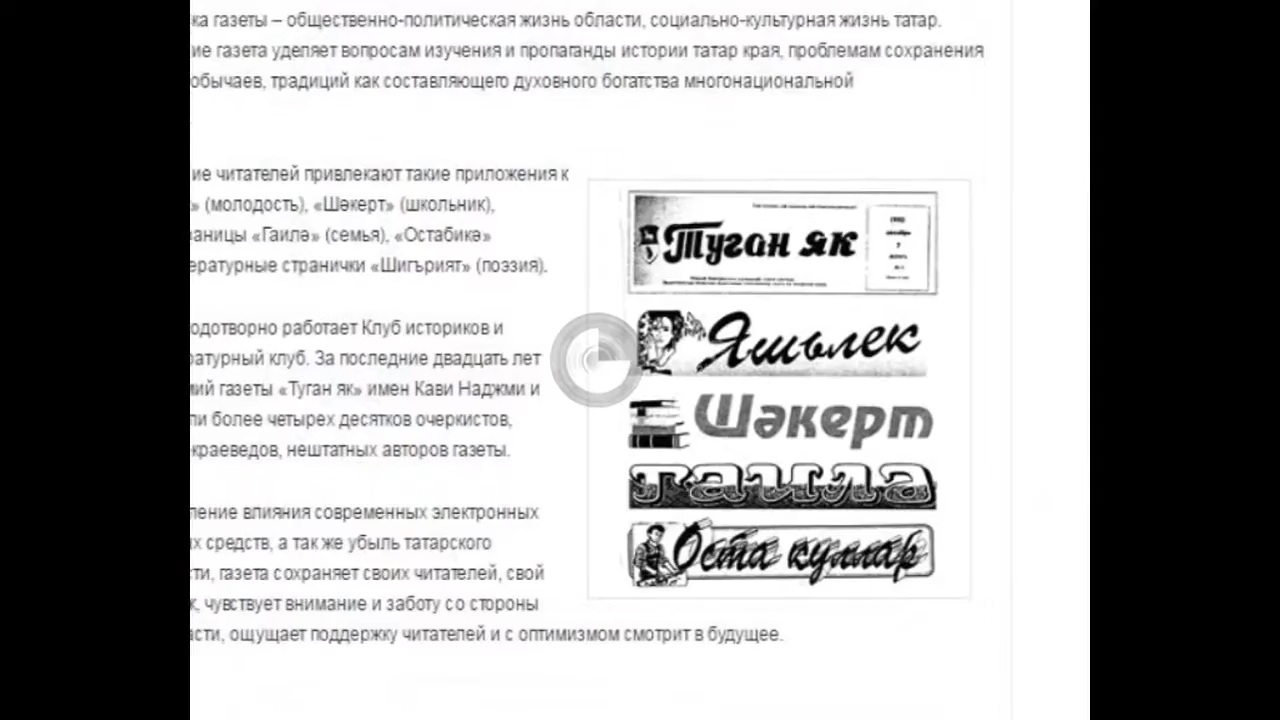 ка газеты – общественно-политическая жизнь области, социально-культурная жизнь татар.
ие газета уделяет вопросам изучения и пропаганды истории татар края, проблемам сохранения
обычаев, традиций как составляющего духовного богатства многонациональной
ие читателей привлекают такие приложения к
» (молодость), «Шәкерт» (школьник),
аницы «Гаилә» (семья), «Остабикә»
ературные странички «Шигърият» (поэзия).
одотворно работает Клуб историков и
ратурный клуб. За последние двадцать лет
мий газеты «Туган як» имен Кави Наджми и
ли более четырех десятков очеркистов,
краеведов, нештатных авторов газеты.
ление влияния современных электронных
х средств, а так же убыль татарского
сти, газета сохраняет своих читателей, свой
к, чувствует внимание и заботу со стороны
асти, ощущает поддержку читателей и с оптимизмом смотрит в будущее.
Туган як
Яшьлек
Шәкерт
гаилә
Оста куллар